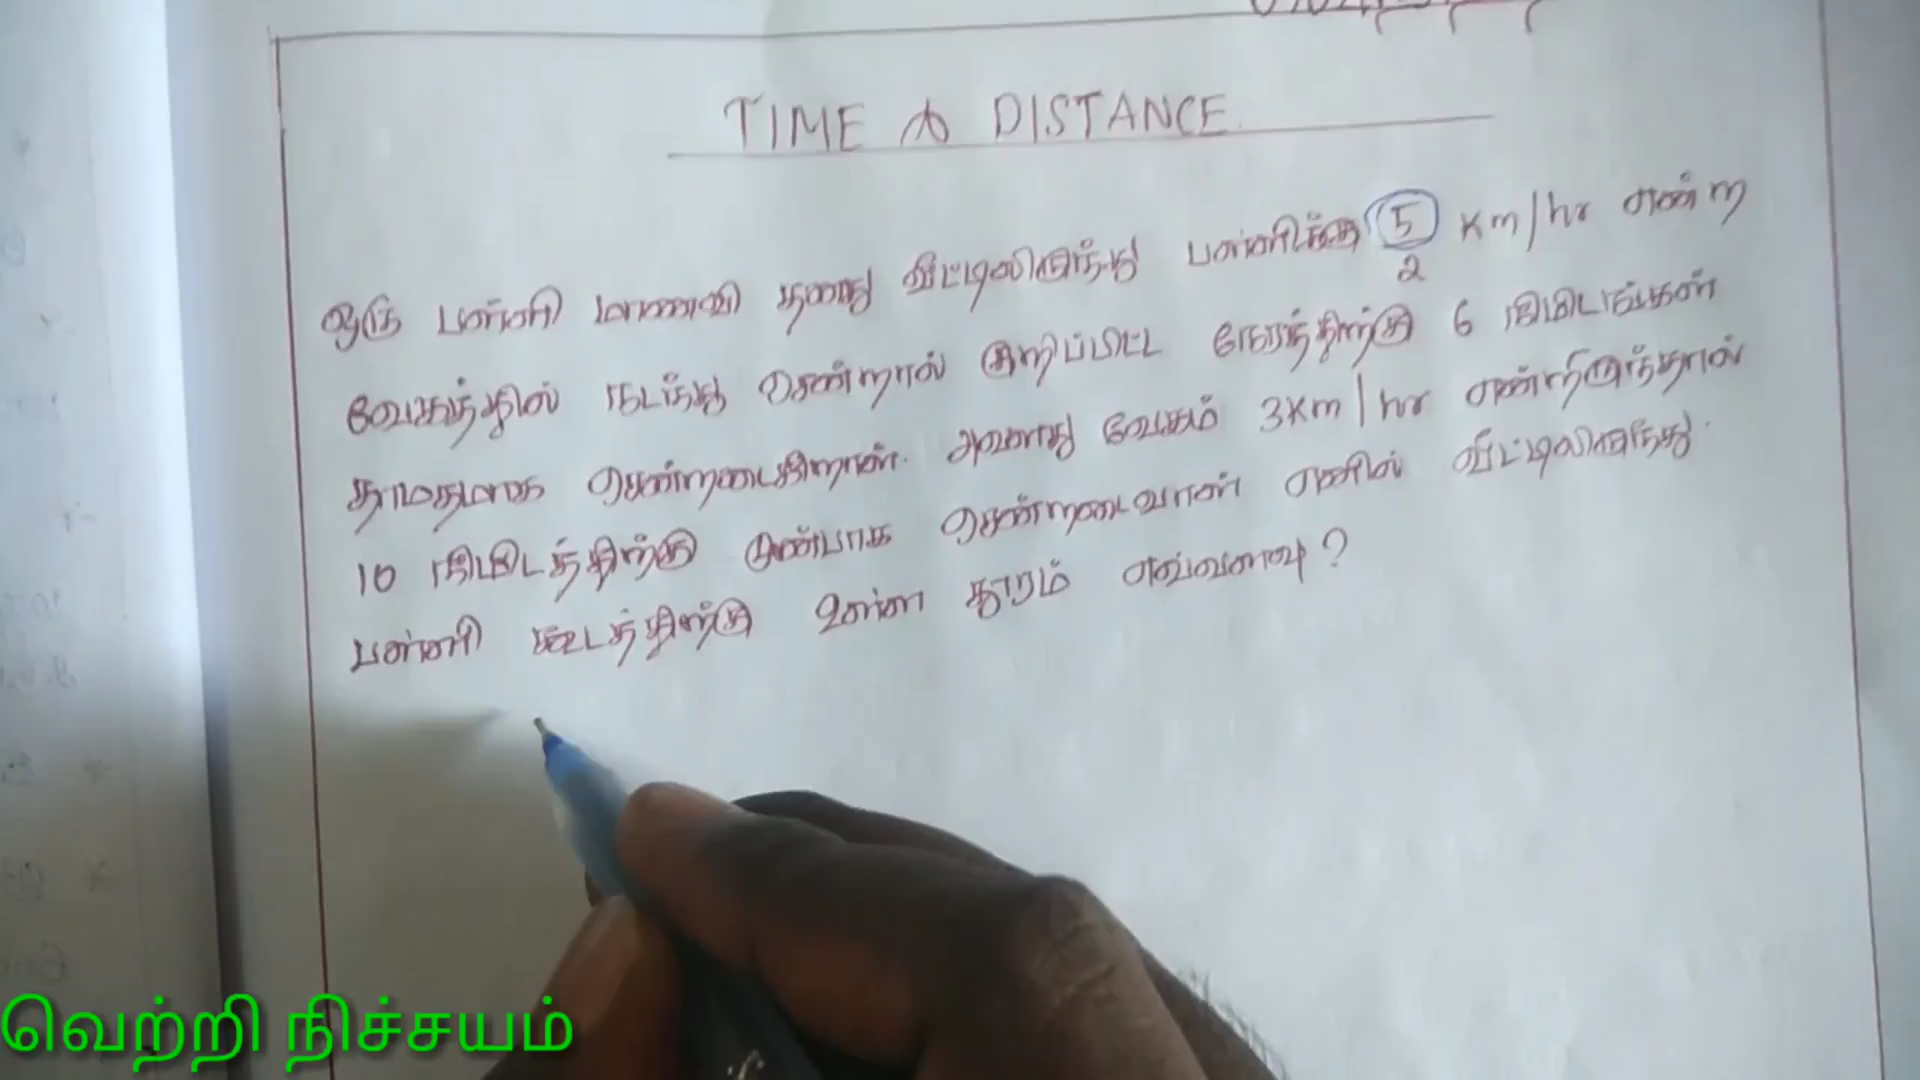 TIME & DISTANCE
ஒரு பள்ளி மாணவி தனது வீட்டிலிருந்து பள்ளிக்கு 5/2 Km/hr என்ற
வேகத்தில் நடந்து சென்றால் குறிப்பிட்ட நேரத்திற்கு 6 நிமிடங்கள்
தாமதமாக சென்றடைகிறாள். அவளது வேகம் 3Km/hr என்றிருந்தால்
10 நிமிடத்திற்கு முன்பாக சென்றடைவாள் எனில் வீட்டிலிருந்து.
பள்ளி கூடத்திற்கு உள்ள தூரம் எவ்வளவு?
வெற்றி நிச்சயம்